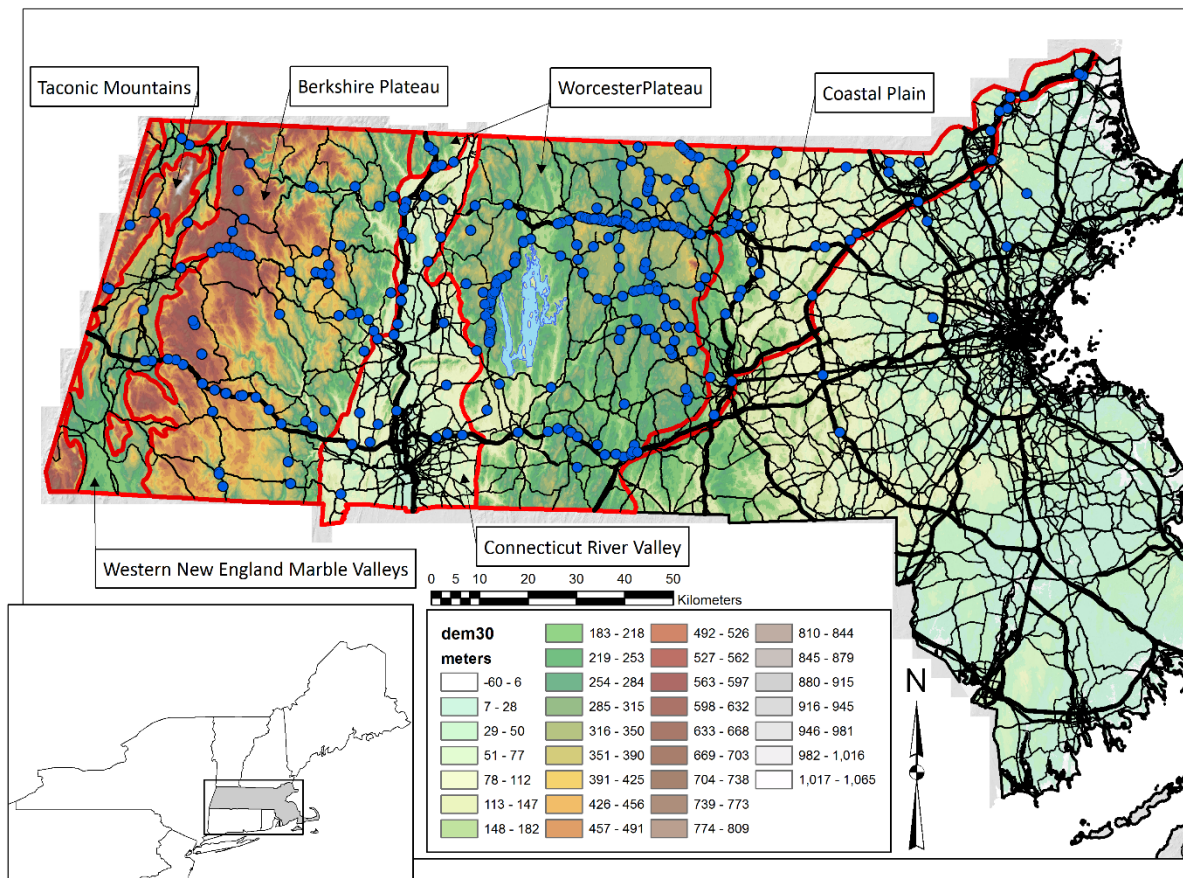 Taconic Mountains
Berkshire Plateau
WorcesterPlateau
Coastal Plain
Western New England Marble Valleys
Connecticut River Valley
0 5 10 20 30 40 50
Kilometers
dem30
meters
-60 - 6
7 - 28
29 - 50
51 - 77
78 - 112
113 - 147
148 - 182
183 - 218
219 - 253
254 - 284
285 - 315
316 - 350
351 - 390
391 - 425
426 - 456
457 - 491
492 - 526
527 - 562
563 - 597
598 - 632
633 - 668
669 - 703
704 - 738
739 - 773
774 - 809
810 - 844
845 - 879
880 - 915
916 - 945
946 - 981
982 - 1,016
1,017 - 1,065
N